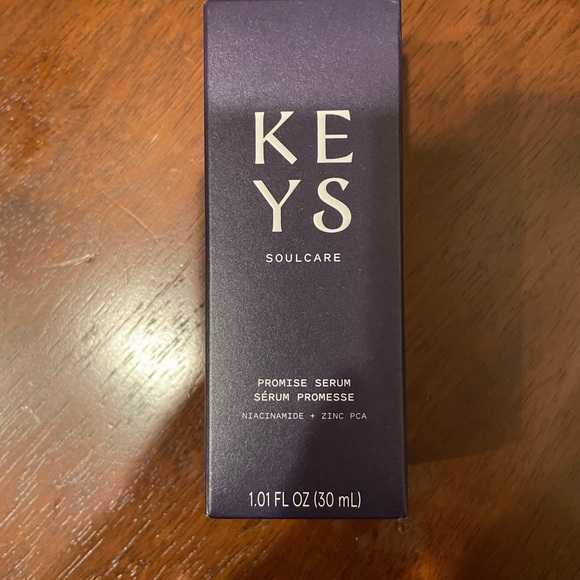 KE
YS
SOULCARE
PROMISE SERUM
SÉRUM PROMESSE
NIACINAMIDE + ZINC PCA
1.01 FL OZ (30 mL)